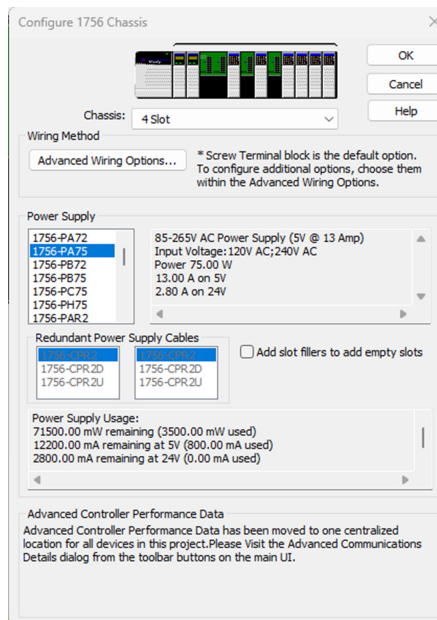 Configure 1756 Chassis
OK
Cancel
Help
Chassis:
4 Slot
Wiring Method
Advanced Wiring Options...
* Screw Terminal block is the default option.
To configure additional options, choose them
within the Advanced Wiring Options.
Power Supply
1756-PA72
1756-PA75
1756-PB72
1756-PB75
1756-PC75
1756-PH75
1756-PAR2
85-265V AC Power Supply (5V @ 13 Amp)
Input Voltage:120V AC;240V AC
Power 75.00 W
13.00 A on 5V
2.80 A on 24V
Redundant Power Supply Cables
1756-CPR2
1756-CPR2D
1756-CPR2U
1756-CPR2
1756-CPR2D
1756-CPR2U
Add slot fillers to add empty slots
Power Supply Usage:
71500.00 mW remaining (3500.00 mW used)
12200.00 mA remaining at 5V (800.00 mA used)
2800.00 mA remaining at 24V (0.00 mA used)
Advanced Controller Performance Data
Advanced Controller Performance Data has been moved to one centralized
location for all devices in this project.Please Visit the Advanced Communications
Details dialog from the toolbar buttons on the main UI.